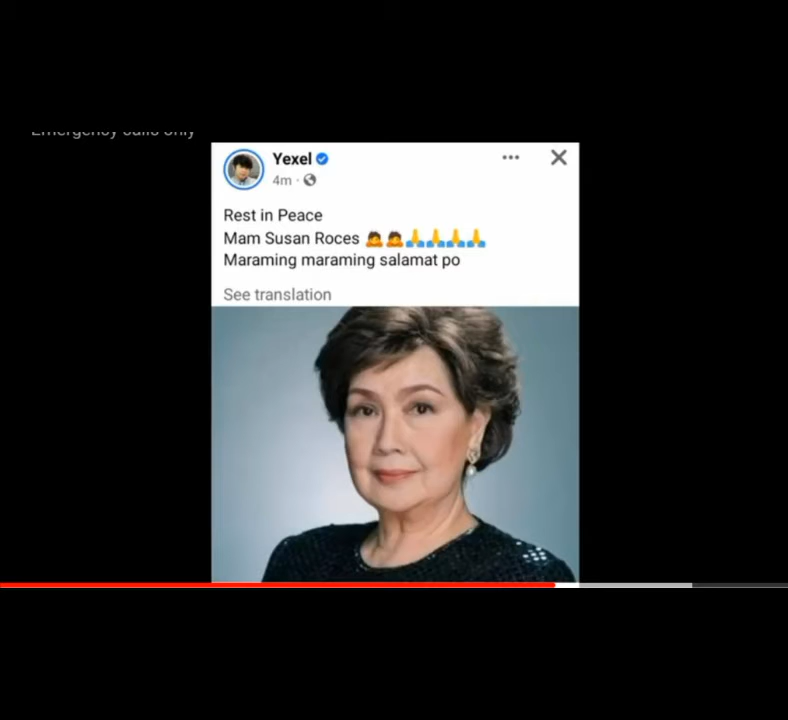 Emergency calls only
Yexel
4m ·
Rest in Peace
Mam Susan Roces 🙇🙇🙏🙏🙏🙏
Maraming maraming salamat po
See translation